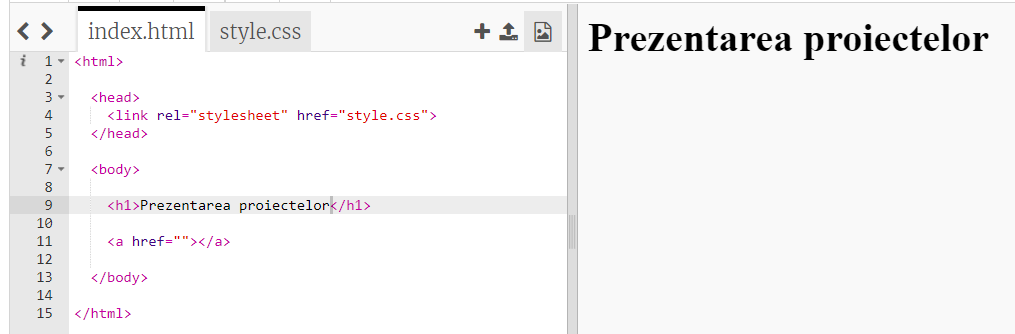 index.html style.css
1 <html>
2
3 <head>
4 <link rel="stylesheet" href="style.css">
5 </head>
6
7 <body>
8
9 <h1>Prezentarea proiectelor</h1>
10
11 <a href=""></a>
12
13 </body>
14
15 </html>
Prezentarea proiectelor